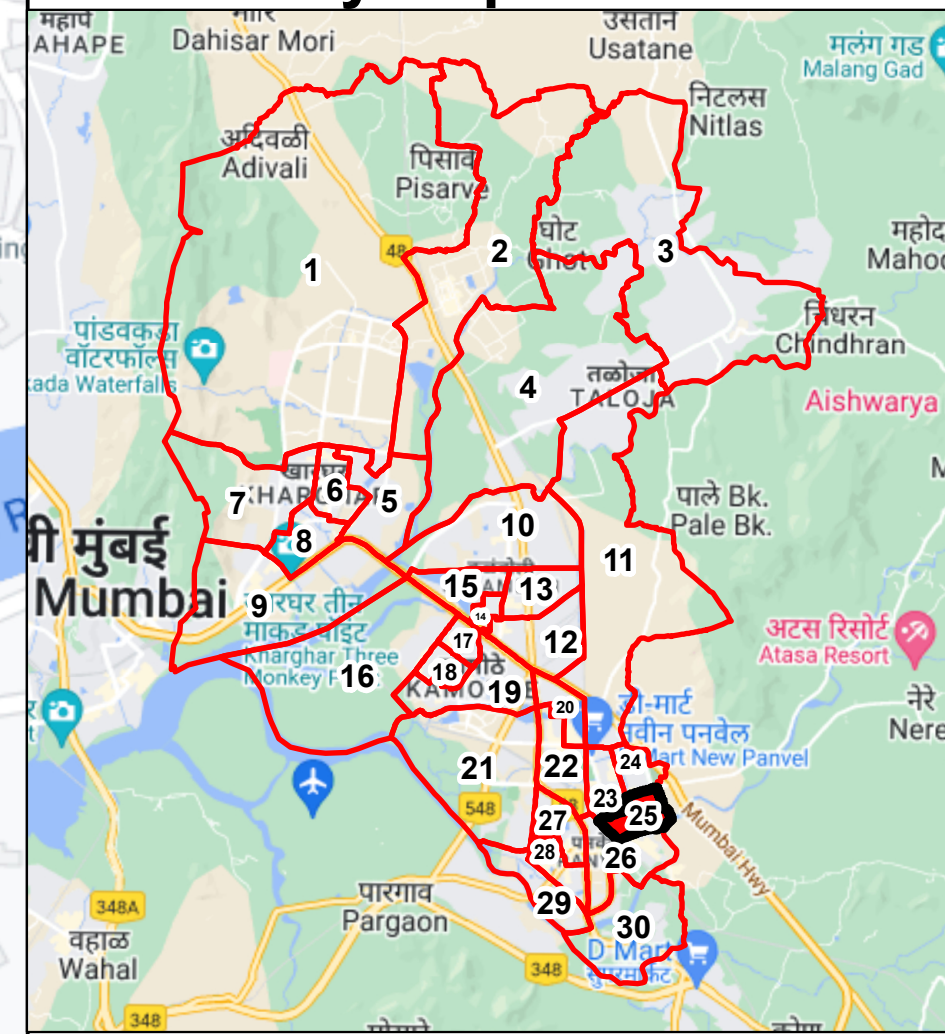 Dahisar Mori
AHAPE
उसतान
Usatane
मलंग गड
Malang Gad
निटलस
Nitlas
अदिवली
Adivali
पिसावे
Pisarve
48
1
2
घोट
Ghot
3
महोद
Mahod
पांडवकडा
वॉटरफॉल्स
kada Waterfalls
चिंधरन
Chindhran
4
तळोजा
TALOJA
Aishwarya
7
6
5
8
10
पाले Bk.
Pale Bk.
11
वी मुंबई
Mumbai
9
15
13
14
12
17
18
19
KAMO
16
खारघर तीन
माकड पॉइंट
Kharghar Three
अटस रिसोर्ट
Atasa Resort
नेरे
Nere
20
डी-मार्ट
नवीन पनवेल
Mart New Panvel
21
22
24
23
25
548
27
26
28
Mumbai Hwy
पारगाव
Pargaon
29
30
348A
वहाळ
Wahal
D Mart
सुपरमार्केट
348
348